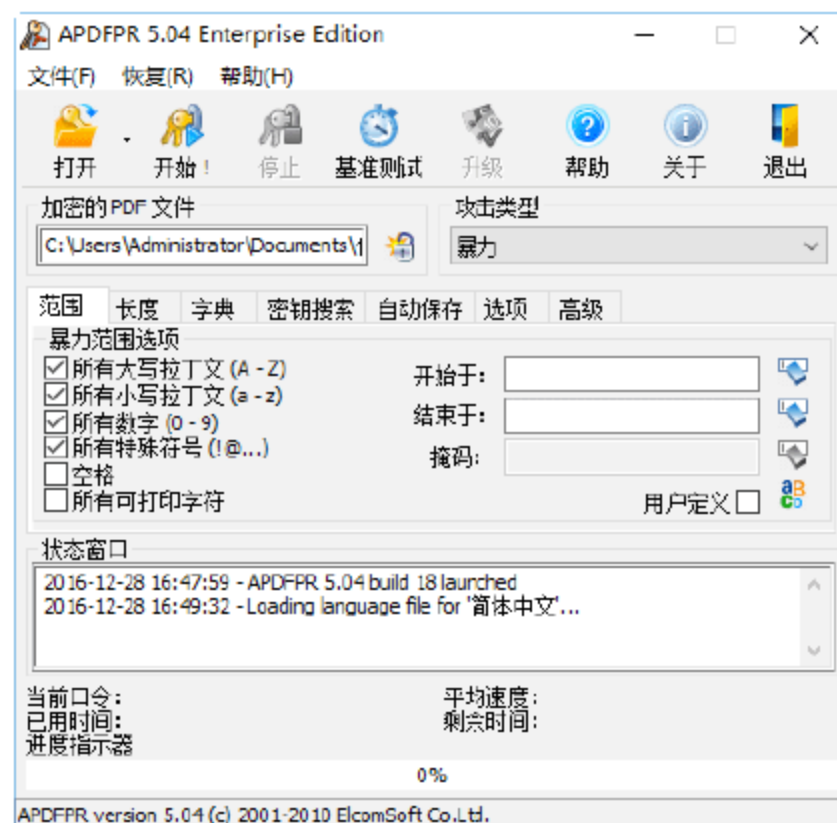 APDFPR 5.04 Enterprise Edition
文件(F) 恢复(R) 帮助(H)
打开 开始! 停止 基准测试 升级 帮助 关于 退出
加密的PDF 文件 攻击类型
C:\Users\Administrator\Documents\ 暴力
范围 长度 字典 密钥搜索 自动保存 选项 高级
暴力范围选项
所有大写拉丁文 (A - Z) 开始于:
所有小写拉丁文 (a - z)
所有数字 (0 - 9) 结束于:
所有特殊符号 (!@...) 掩码:
空格
所有可打印字符 用户定义
状态窗口
2016-12-28 16:47:59 - APDFPR 5.04 build 18 launched
2016-12-28 16:49:32 - Loading language file for '简体中文'...
当前口令: 平均速度:
已用时间: 剩余时间:
进度指示器
0%
APDFPR version 5.04 (c) 2001-2010 ElcomSoft Co.Ltd.